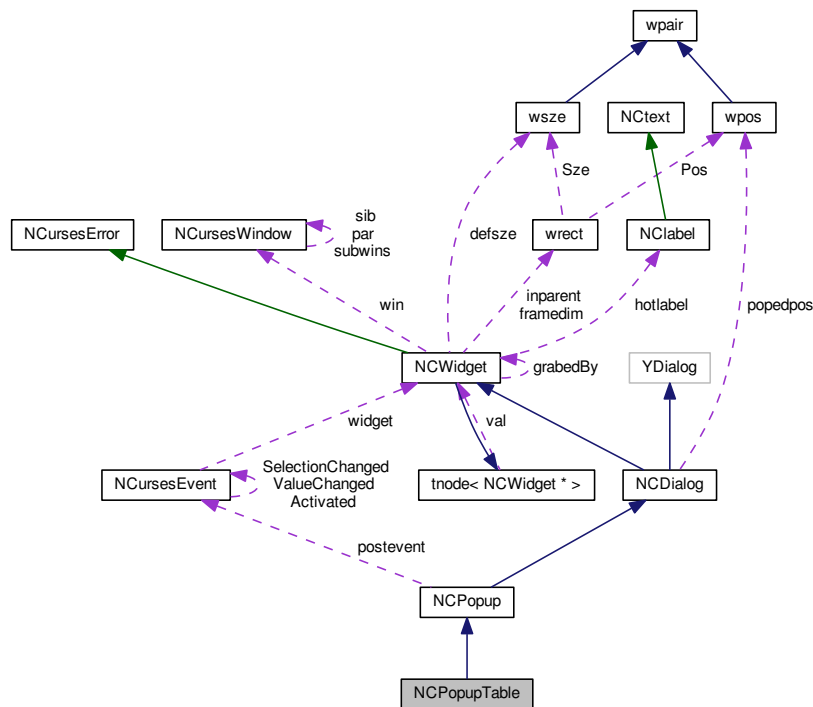 wpair
wsze
NCtext
wpos
Sze
Pos
sib
par
subwins
NCursesError
NCursesWindow
defsze
wrect
NClabel
win
inparent
framedim
hotlabel
popedpos
NCWidget
grabedBy
YDialog
widget
val
SelectionChanged
ValueChanged
Activated
NCursesEvent
tnode< NCWidget * >
NCDialog
postevent
NCPopup
NCPopupTable